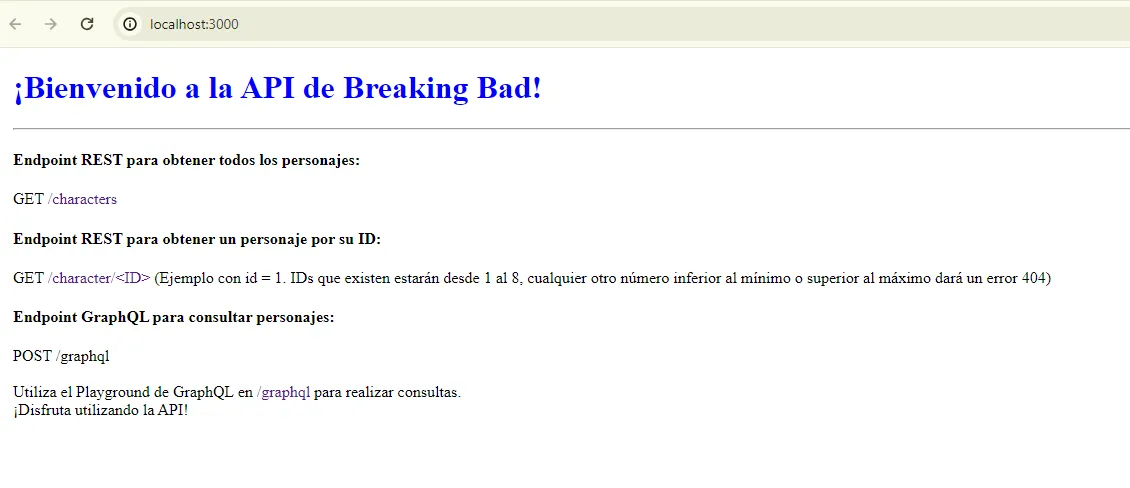 localhost:3000
¡Bienvenido a la API de Breaking Bad!
Endpoint REST para obtener todos los personajes:
GET /characters
Endpoint REST para obtener un personaje por su ID:
GET /character/<ID> (Ejemplo con id = 1. IDs que existen estarán desde 1 al 8, cualquier otro número inferior al mínimo o superior al máximo dará un error 404)
Endpoint GraphQL para consultar personajes:
POST /graphql
Utiliza el Playground de GraphQL en /graphql para realizar consultas.
¡Disfruta utilizando la API!